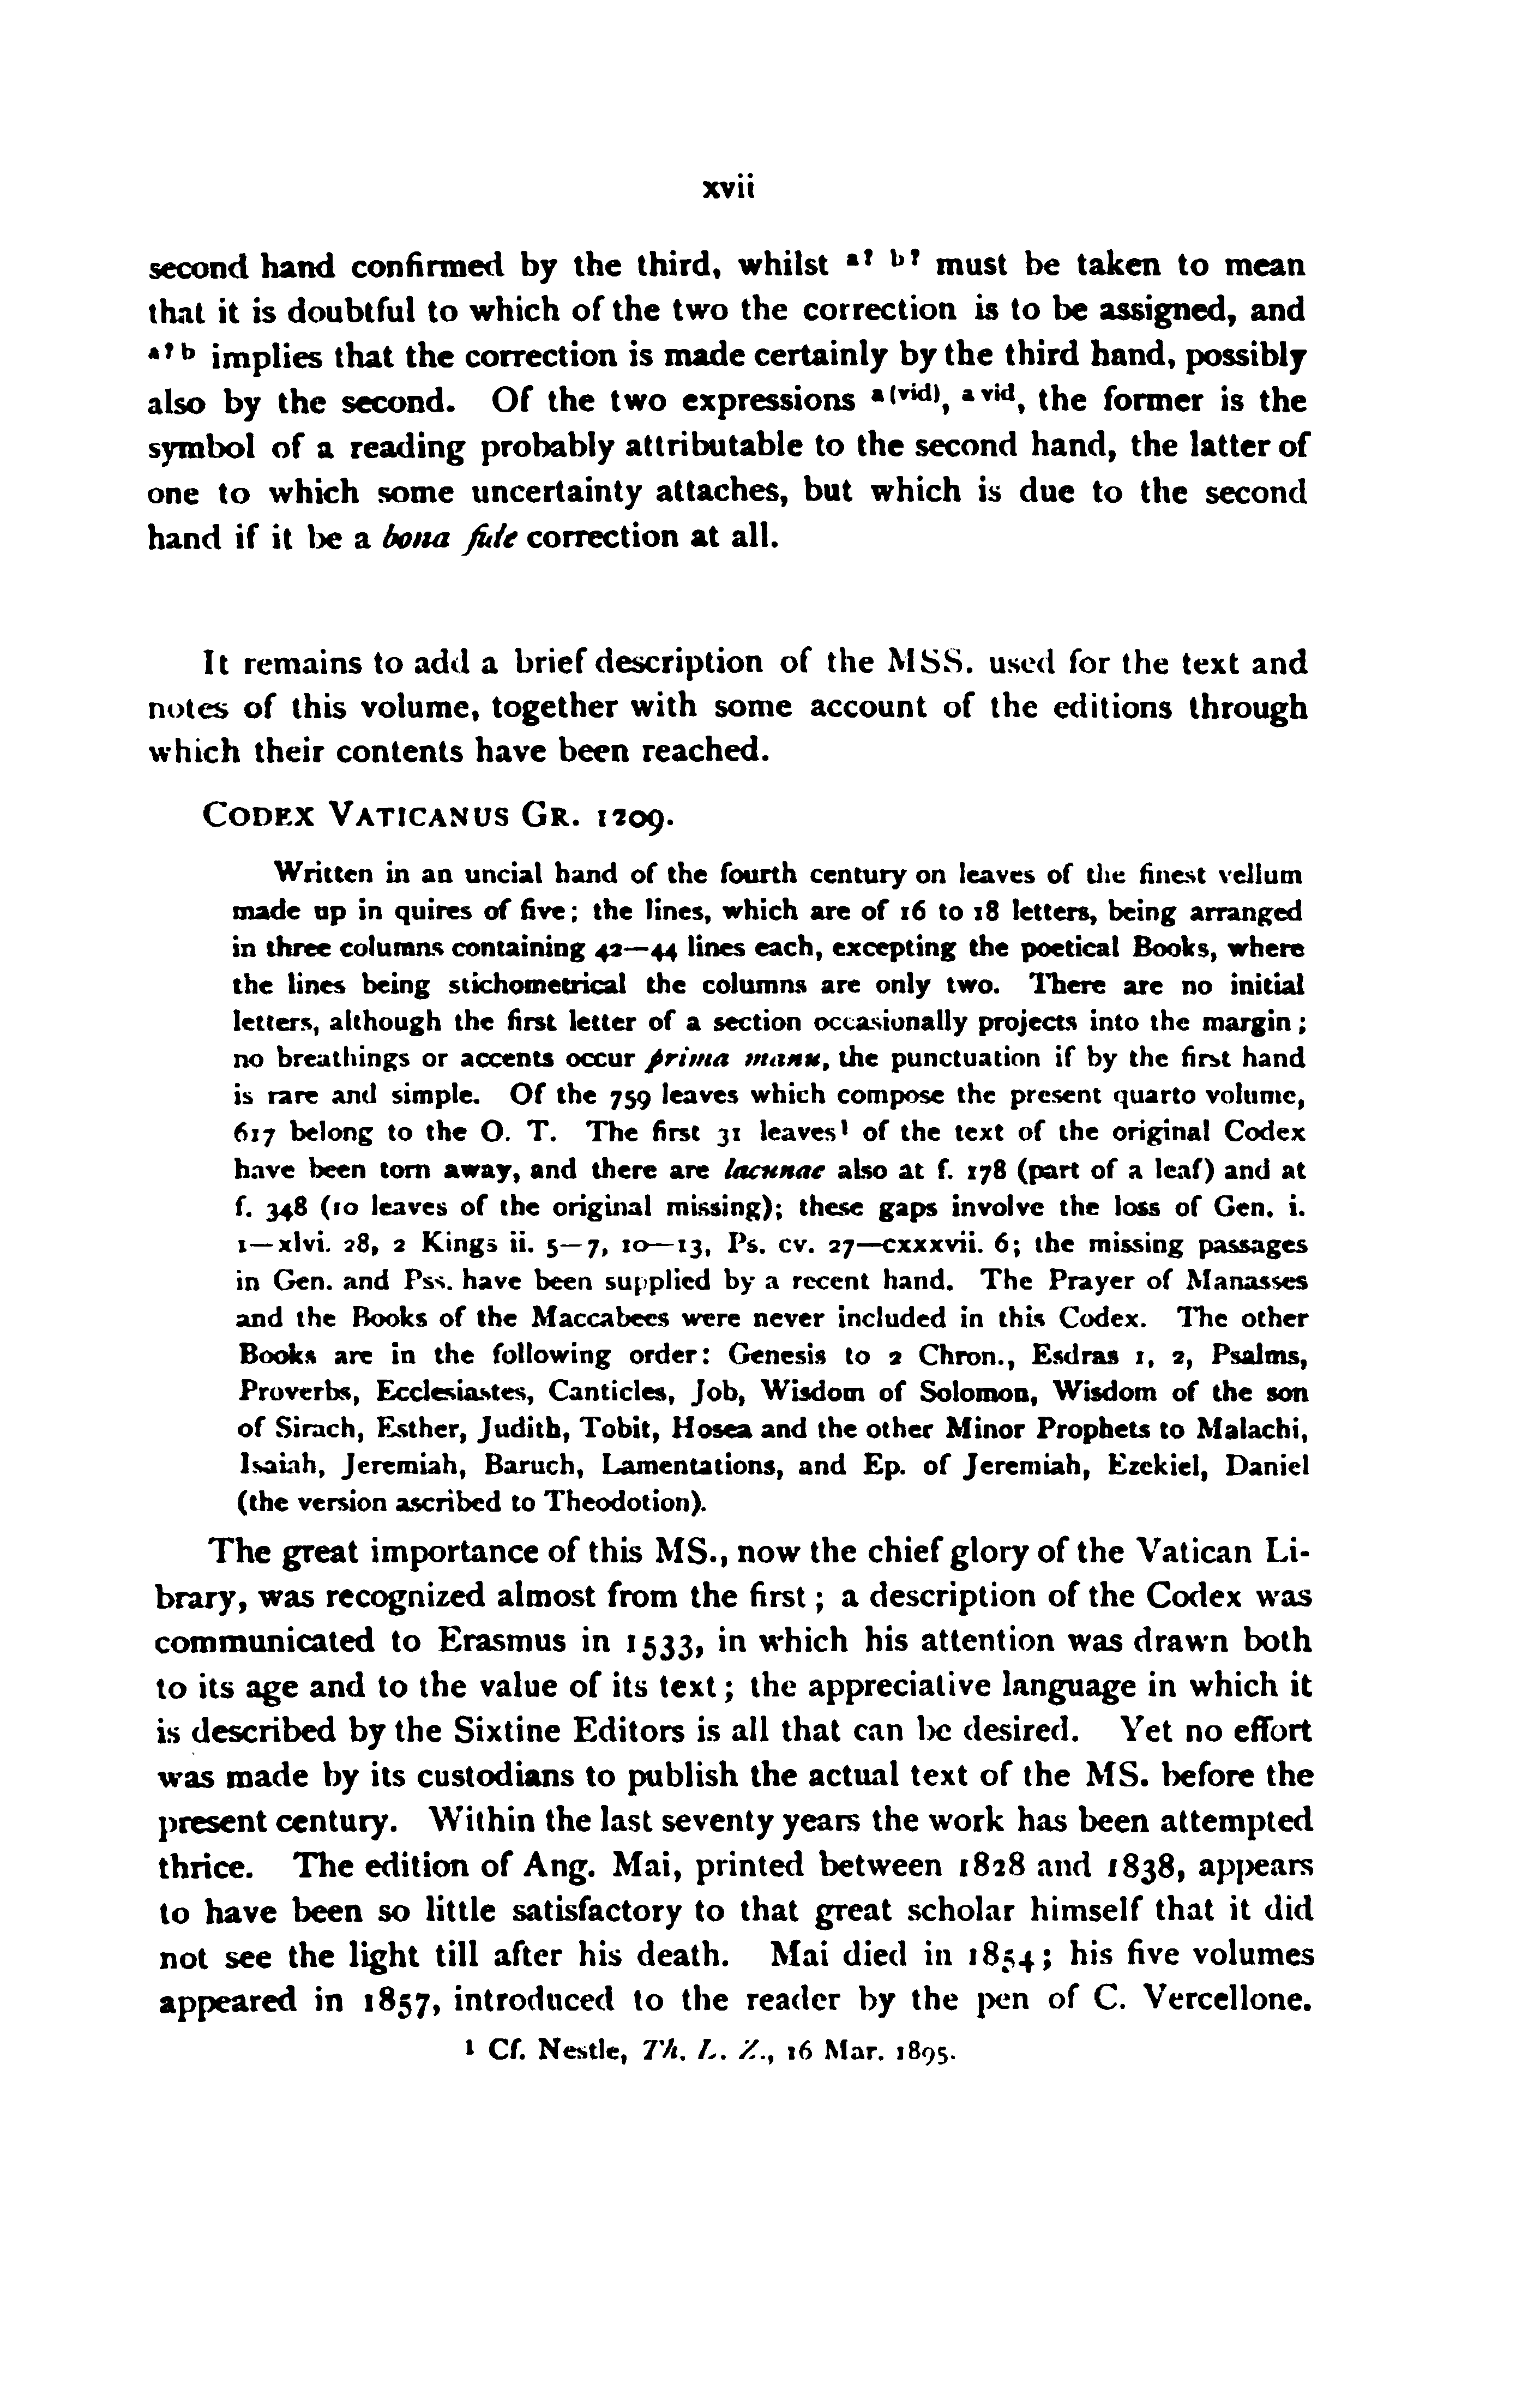 xvii
second hand confirmed by the third, whilst a? b? must be taken to mean
that it is doubtful to which of the two the correction is to be assigned, and
a? b implies that the correction is made certainly by the third hand, possibly
also by the second. Of the two expressions a (vid), a vid, the former is the
symbol of a reading probably attributable to the second hand, the latter of
one to which some uncertainty attaches, but which is due to the second
hand if it be a bona fide correction at all.
It remains to add a brief description of the MSS. used for the text and
notes of this volume, together with some account of the editions through
which their contents have been reached.
CODEX VATICANUS GR. 1209.
Written in an uncial hand of the fourth century on leaves of the finest vellum
made up in quires of five; the lines, which are of 16 to 18 letters, being arranged
in three columns containing 42—44 lines each, excepting the poetical Books, where
the lines being stichometrical the columns are only two. There are no initial
letters, although the first letter of a section occasionally projects into the margin;
no breathings or accents occur prima manu, the punctuation if by the first hand
is rare and simple. Of the 759 leaves which compose the present quarto volume,
617 belong to the O. T. The first 31 leaves¹ of the text of the original Codex
have been torn away, and there are lacunae also at f. 178 (part of a leaf) and at
f. 348 (10 leaves of the original missing); these gaps involve the loss of Gen. i.
1—xlvi. 28, 2 Kings ii. 5—7, 10—13, Ps. cv. 27—cxxxvii. 6; the missing passages
in Gen. and Pss. have been supplied by a recent hand. The Prayer of Manasses
and the Books of the Maccabees were never included in this Codex. The other
Books are in the following order: Genesis to 2 Chron., Esdras 1, 2, Psalms,
Proverbs, Ecclesiastes, Canticles, Job, Wisdom of Solomon, Wisdom of the son
of Sirach, Esther, Judith, Tobit, Hosea and the other Minor Prophets to Malachi,
Isaiah, Jeremiah, Baruch, Lamentations, and Ep. of Jeremiah, Ezekiel, Daniel
(the version ascribed to Theodotion).
The great importance of this MS., now the chief glory of the Vatican Li-
brary, was recognized almost from the first; a description of the Codex was
communicated to Erasmus in 1533, in which his attention was drawn both
to its age and to the value of its text; the appreciative language in which it
is described by the Sixtine Editors is all that can be desired. Yet no effort
was made by its custodians to publish the actual text of the MS. before the
present century. Within the last seventy years the work has been attempted
thrice. The edition of Ang. Mai, printed between 1828 and 1838, appears
to have been so little satisfactory to that great scholar himself that it did
not see the light till after his death. Mai died in 1854; his five volumes
appeared in 1857, introduced to the reader by the pen of C. Vercellone.
¹ Cf. Nestle, Th. L. Z., 16 Mar. 1895.